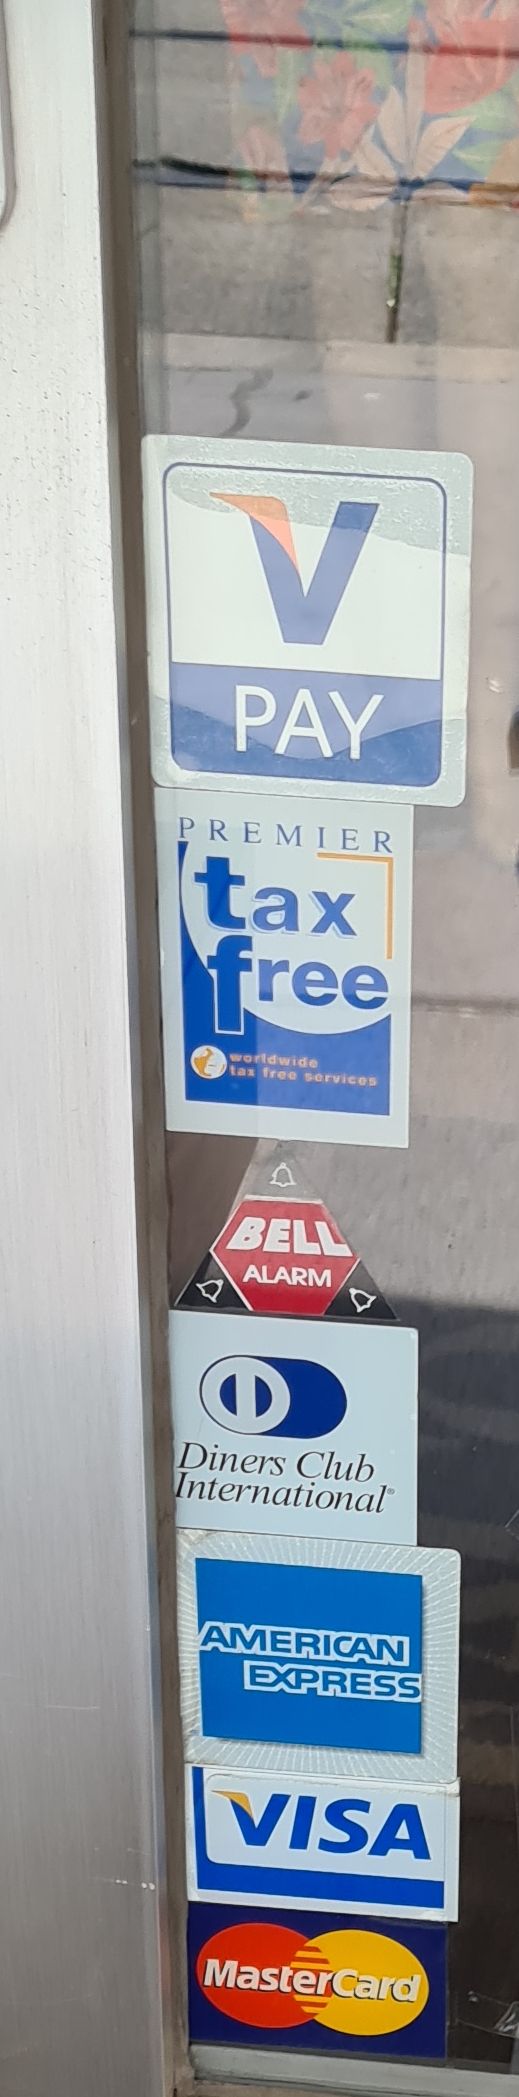 V
PAY
PREMIER
tax
free
worldwide
tax free services
BELL
ALARM
Diners Club
International®
AMERICAN
EXPRESS
VISA
MasterCard